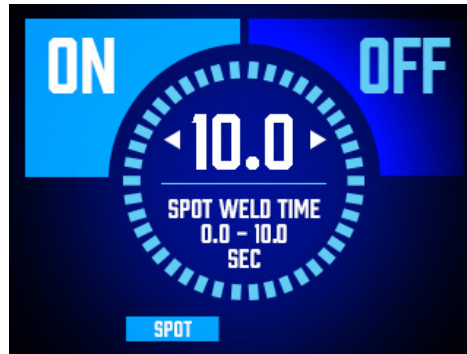 ON
OFF
10.0
SPOT WELD TIME
0.0 - 10.0
SEC
SPOT